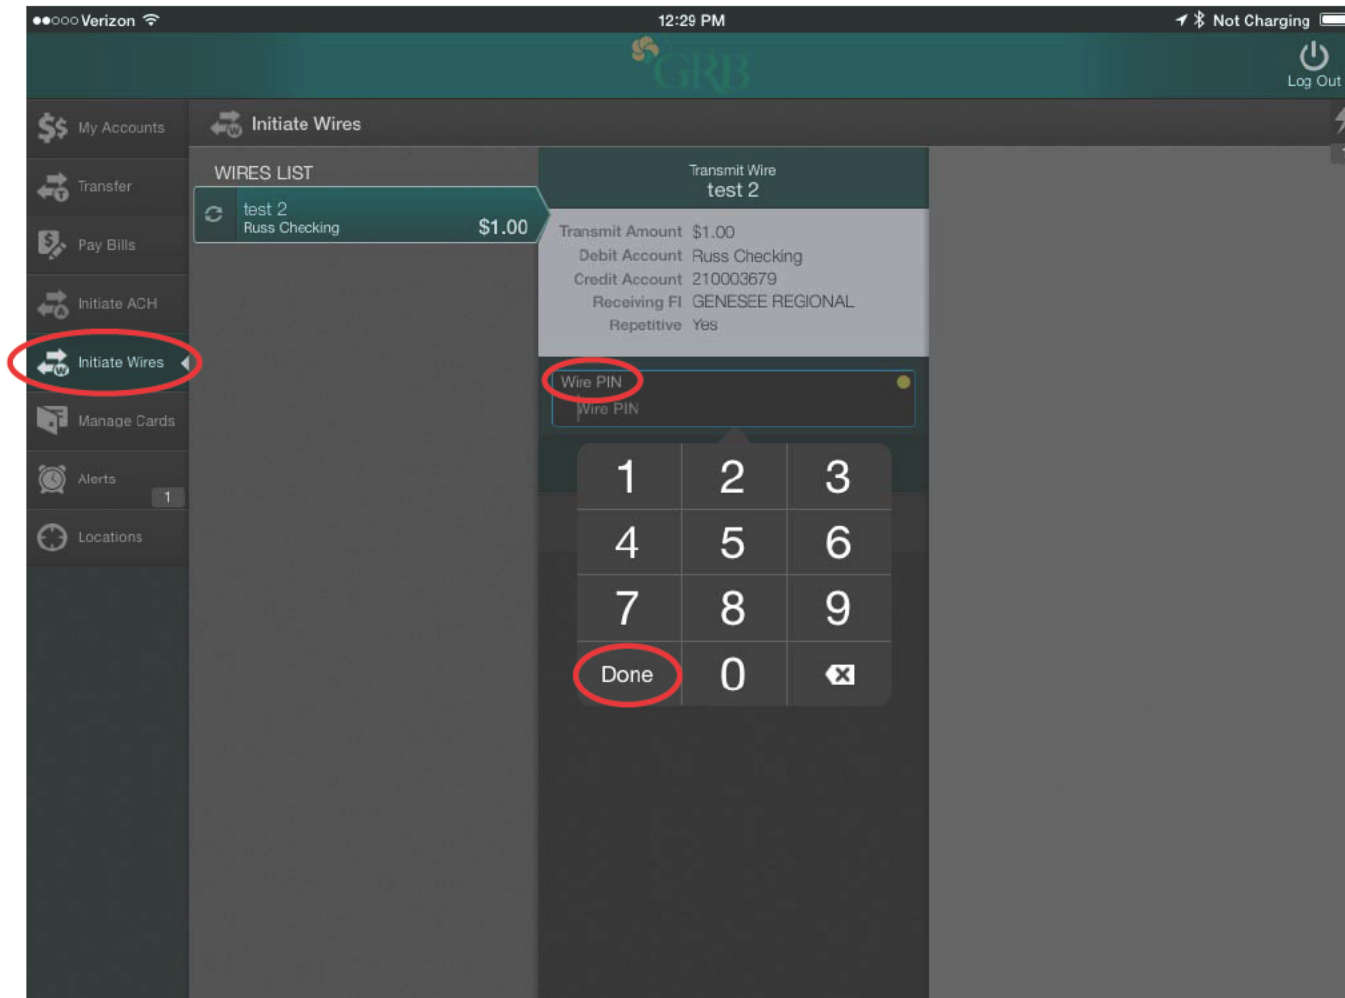 Verizon 12:29 PM Not Charging
GRB
Log Out
My Accounts
Transfer
Pay Bills
Initiate ACH
Initiate Wires
Manage Cards
Alerts
1
Locations
Initiate Wires
WIRES LIST
test 2
Russ Checking $1.00
Transmit Wire
test 2
Transmit Amount $1.00
Debit Account Russ Checking
Credit Account 210003679
Receiving FI GENESEE REGIONAL
Repetitive Yes
Wire PIN
Wire PIN
1 2 3
4 5 6
7 8 9
Done 0